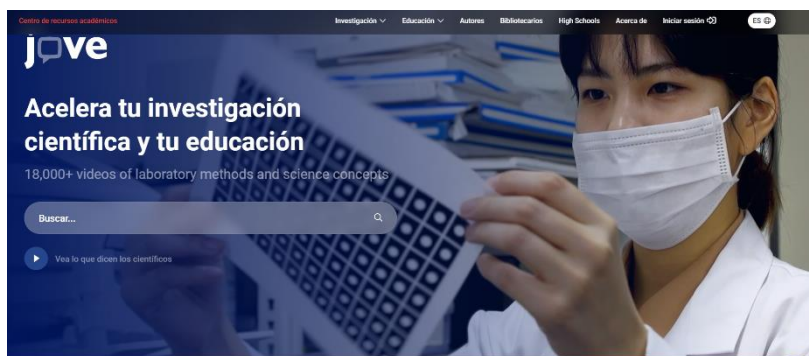 Centro de recursos académicos
Investigación Educación Autores Bibliotecarios High Schools Acerca de Iniciar sesión ES
jove
Acelera tu investigación
científica y tu educación
18,000+ videos of laboratory methods and science concepts
Buscar...
Vea lo que dicen los científicos